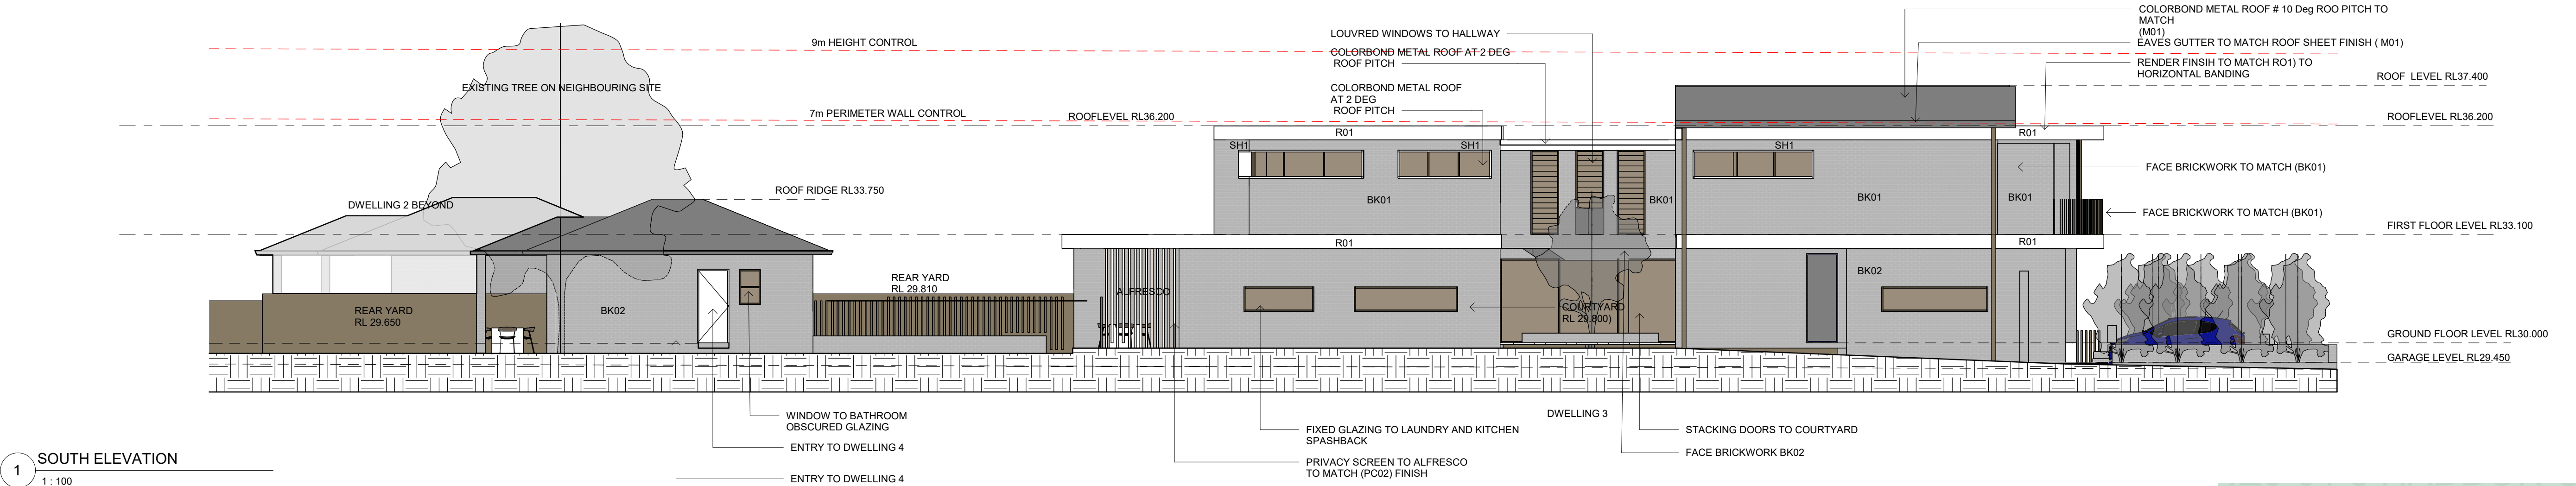 COLORBOND METAL ROOF # 10 Deg ROO PITCH TO
MATCH
(M01)
EAVES GUTTER TO MATCH ROOF SHEET FINISH ( M01)
RENDER FINSIH TO MATCH RO1) TO
HORIZONTAL BANDING
ROOF LEVEL RL37.400
9m HEIGHT CONTROL
LOUVRED WINDOWS TO HALLWAY
COLORBOND METAL ROOF AT 2 DEG
ROOF PITCH
COLORBOND METAL ROOF
AT 2 DEG
ROOF PITCH
EXISTING TREE ON NEIGHBOURING SITE
7m PERIMETER WALL CONTROL
ROOFLEVEL RL36.200
ROOFLEVEL RL36.200
R01
R01
SH1
SH1
SH1
FACE BRICKWORK TO MATCH (BK01)
ROOF RIDGE RL33.750
DWELLING 2 BEYOND
BK01
BK01
BK01
BK01
FACE BRICKWORK TO MATCH (BK01)
FIRST FLOOR LEVEL RL33.100
R01
R01
REAR YARD
RL 29.810
ALFRESCO
BK02
REAR YARD
RL 29.650
BK02
COURTYARD
RL 29.800)
GROUND FLOOR LEVEL RL30.000
GARAGE LEVEL RL29.450
WINDOW TO BATHROOM
OBSCURED GLAZING
ENTRY TO DWELLING 4
ENTRY TO DWELLING 4
DWELLING 3
FIXED GLAZING TO LAUNDRY AND KITCHEN
SPASHBACK
PRIVACY SCREEN TO ALFRESCO
TO MATCH (PC02) FINISH
STACKING DOORS TO COURTYARD
FACE BRICKWORK BK02
1
SOUTH ELEVATION
1 : 100